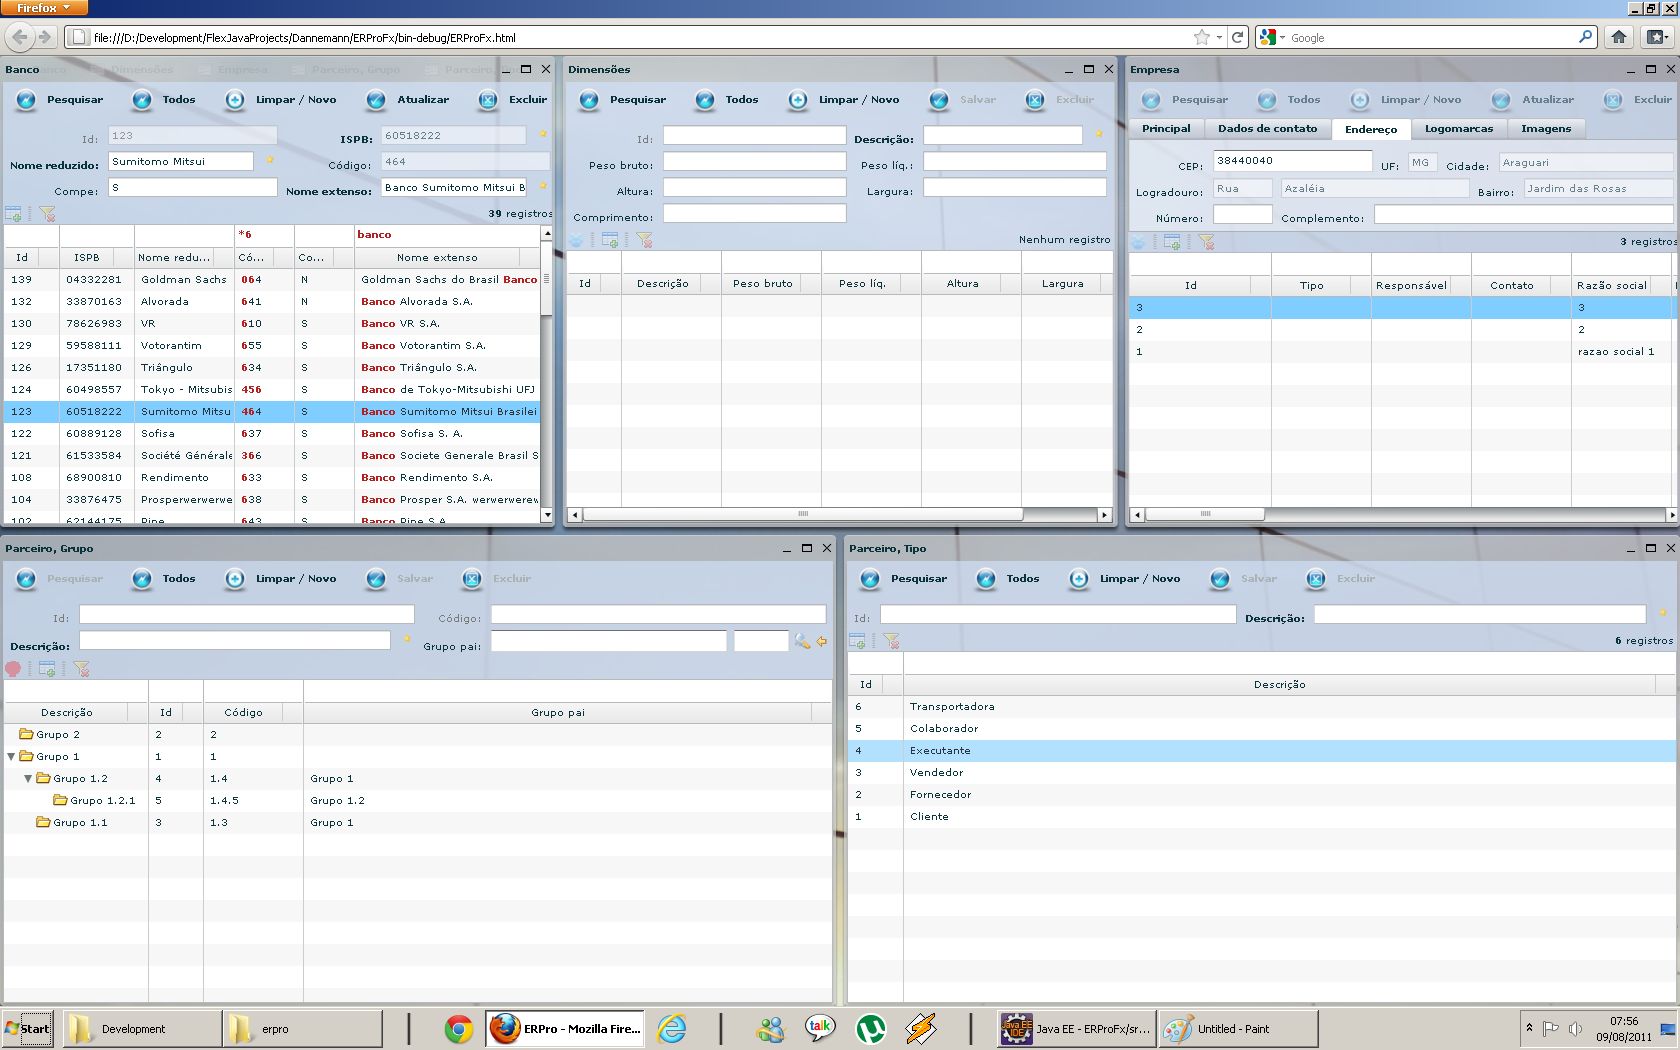 Firefox
file:///D:/Development/FlexJavaProjects/Dannemann/ERProFx/bin-debug/ERProFx.html
Google
Banco
Pesquisar Todos Limpar / Novo Atualizar Excluir
Id: 123 ISPB: 60518222
Nome reduzido: Sumitomo Mitsui Código: 464
Compe: S Nome extenso: Banco Sumitomo Mitsui B
39 registros
*6 banco
Id ISPB Nome redu... Có... Co... Nome extenso
139 04332281 Goldman Sachs 064 N Goldman Sachs do Brasil Banco
132 33870163 Alvorada 641 N Banco Alvorada S.A.
130 78626983 VR 610 S Banco VR S.A.
129 59588111 Votorantim 655 S Banco Votorantim S.A.
126 17351180 Triângulo 634 S Banco Triângulo S.A.
124 60498557 Tokyo - Mitsubis 456 S Banco de Tokyo-Mitsubishi UFJ
123 60518222 Sumitomo Mitsu 464 S Banco Sumitomo Mitsui Brasilei
122 60889128 Sofisa 637 S Banco Sofisa S. A.
121 61533584 Société Générale 366 S Banco Societe Generale Brasil S
108 68900810 Rendimento 633 S Banco Rendimento S.A.
104 33876475 Prosperwerwerwe 638 S Banco Prosper S.A. werwerwerew
102 62144175 Pine 643 S Banco Pine S.A.
Dimensões
Pesquisar Todos Limpar / Novo Salvar Excluir
Id: Descrição:
Peso bruto: Peso líq.:
Altura: Largura:
Comprimento:
Nenhum registro
Id Descrição Peso bruto Peso líq. Altura Largura
Empresa
Pesquisar Todos Limpar / Novo Atualizar Excluir
Principal Dados de contato Endereço Logomarcas Imagens
CEP: 38440040 UF: MG Cidade: Araguari
Logradouro: Rua Azaléia Bairro: Jardim das Rosas
Número: Complemento:
3 registros
Id Tipo Responsável Contato Razão social
3 3
2 2
1 razao social 1
Parceiro, Grupo
Pesquisar Todos Limpar / Novo Salvar Excluir
Id: Código:
Descrição: Grupo pai:
Descrição Id Código Grupo pai
Grupo 2 2 2
Grupo 1 1 1
Grupo 1.2 4 1.4 Grupo 1
Grupo 1.2.1 5 1.4.5 Grupo 1.2
Grupo 1.1 3 1.3 Grupo 1
Parceiro, Tipo
Pesquisar Todos Limpar / Novo Salvar Excluir
Id: Descrição:
6 registros
Id Descrição
6 Transportadora
5 Colaborador
4 Executante
3 Vendedor
2 Fornecedor
1 Cliente
Start Development erpro ERPro - Mozilla Fire... talk Java EE IDE Java EE - ERProFx/sr... Untitled - Paint 07:56
09/08/2011